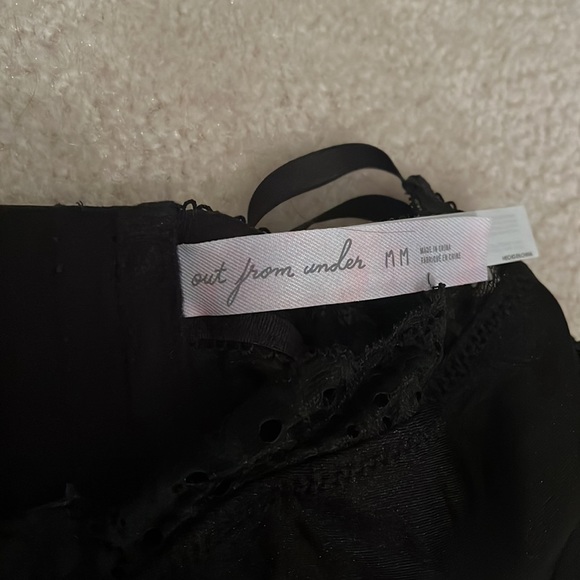 out from under
M M
MADE IN CHINA
FABRIQUÉ EN CHINE